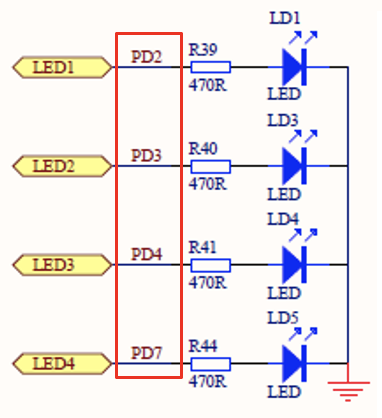 LD1
LED1 PD2 R39
470R LED
LD3
LED2 PD3 R40
470R LED
LD4
LED3 PD4 R41
470R LED
LD5
LED4 PD7 R44
470R LED